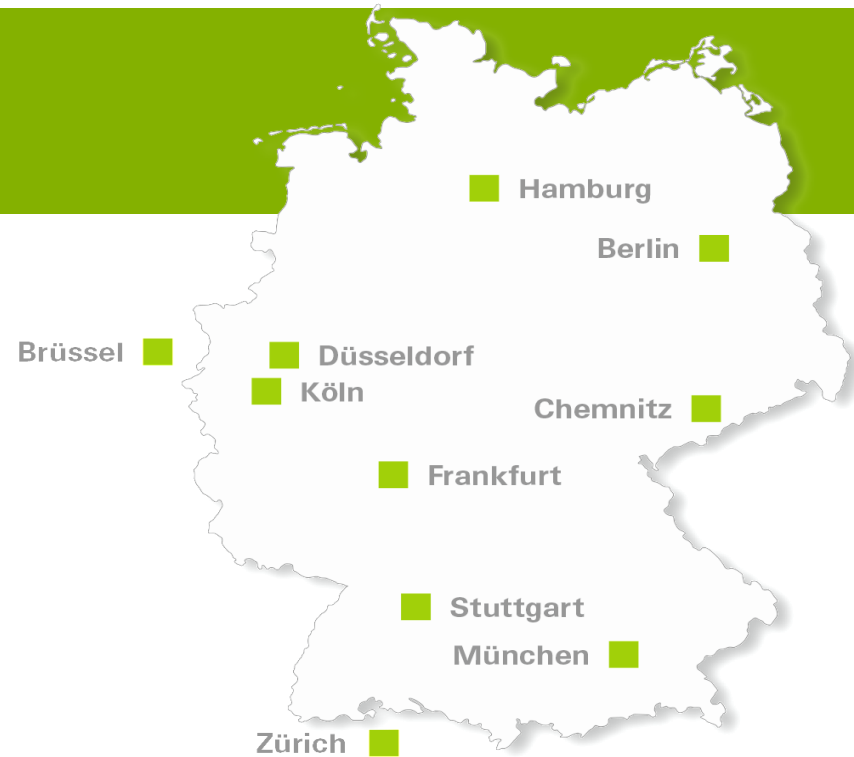 Hamburg
Berlin
Brüssel
Düsseldorf
Köln
Chemnitz
Frankfurt
Stuttgart
München
Zürich